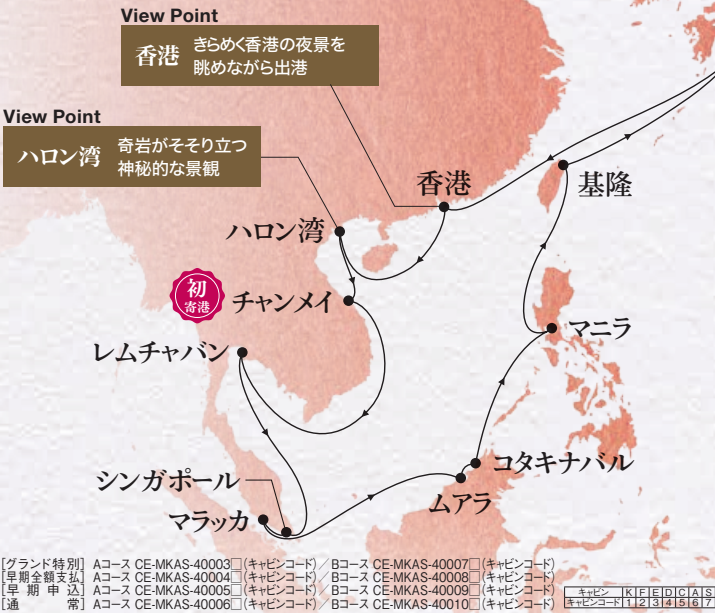 View Point
香港 きらめく香港の夜景を
眺めながら出港
View Point
ハロン湾 奇岩がそそり立つ
神秘的な景観
香港
基隆
ハロン湾
初
寄港
チャンメイ
マニラ
レムチャバン
コタキナバル
シンガポール
ムアラ
マラッカ
[グランド特別] Aコース CE-MKAS-40003□(キャビンコード)/Bコース CE-MKAS-40007□(キャビンコード)
[早期全額支払] Aコース CE-MKAS-40004□(キャビンコード)/Bコース CE-MKAS-40008□(キャビンコード)
[早期申込] Aコース CE-MKAS-40005□(キャビンコード)/Bコース CE-MKAS-40009□(キャビンコード)
[通常] Aコース CE-MKAS-40006□(キャビンコード)/Bコース CE-MKAS-40010□(キャビンコード)
キャビン K F E D C A S
キャビンコード 1 2 3 4 5 6 7